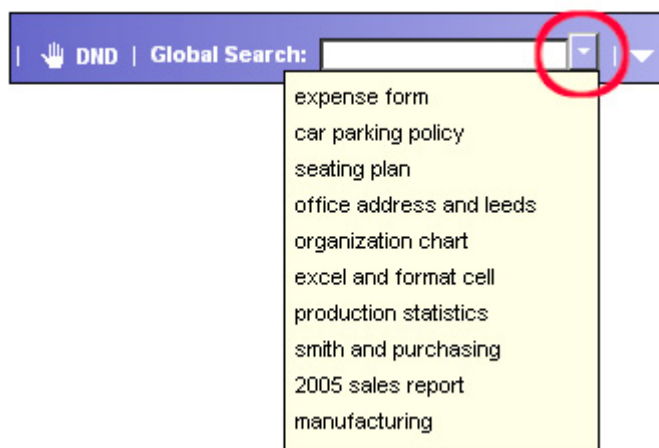 | DND | Global Search: |
expense form
car parking policy
seating plan
office address and leeds
organization chart
excel and format cell
production statistics
smith and purchasing
2005 sales report
manufacturing